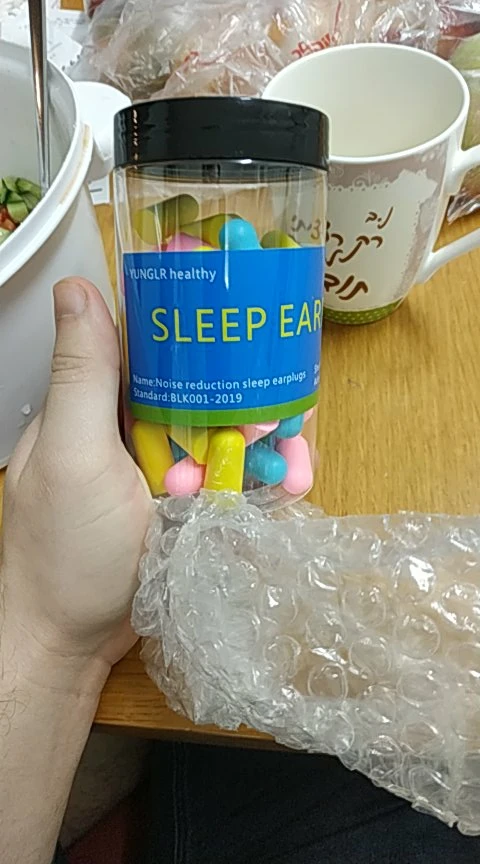 YUNGLR healthy
SLEEP EAR
Name:Noise reduction sleep earplugs
Standard:BLK001-2019